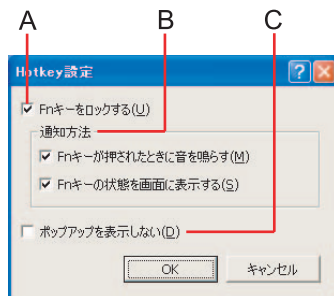 A B C
Hotkey設定
Fnキーをロックする(U)
通知方法
Fnキーが押されたときに音を鳴らす(M)
Fnキーの状態を画面に表示する(S)
ポップアップを表示しない(D)
OK キャンセル